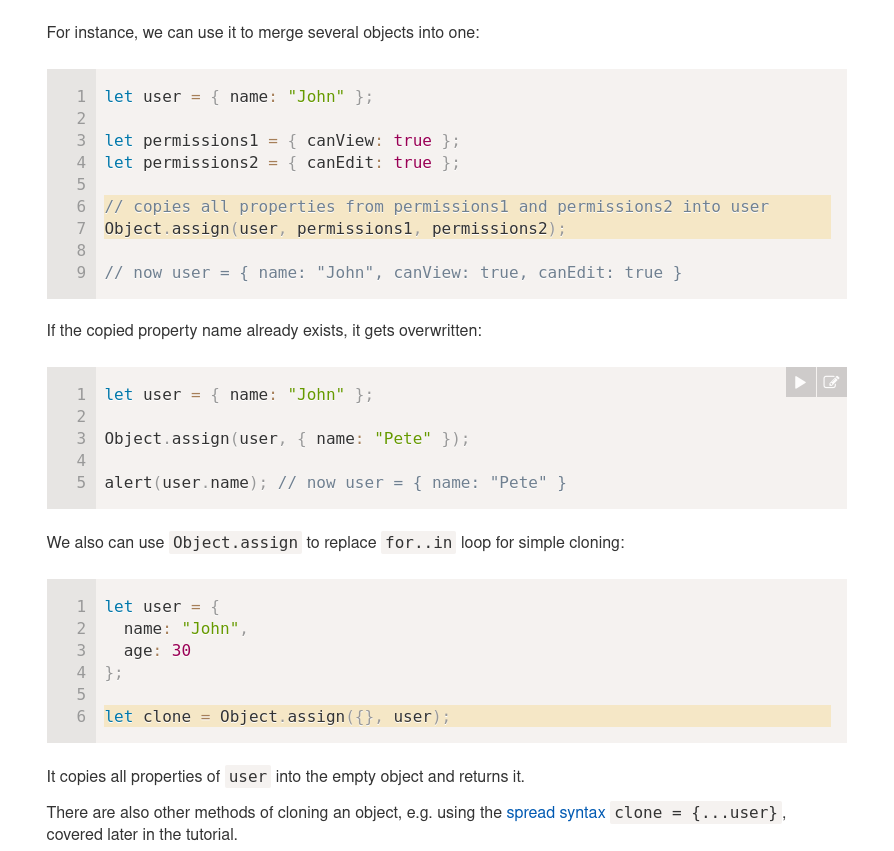 For instance, we can use it to merge several objects into one:
1 let user = { name: "John" };
2
3 let permissions1 = { canView: true };
4 let permissions2 = { canEdit: true };
5
6 // copies all properties from permissions1 and permissions2 into user
7 Object.assign(user, permissions1, permissions2);
8
9 // now user = { name: "John", canView: true, canEdit: true }
If the copied property name already exists, it gets overwritten:
1 let user = { name: "John" };
2
3 Object.assign(user, { name: "Pete" });
4
5 alert(user.name); // now user = { name: "Pete" }
We also can use Object.assign to replace for..in loop for simple cloning:
1 let user = {
2   name: "John",
3   age: 30
4 };
5
6 let clone = Object.assign({}, user);
It copies all properties of user into the empty object and returns it.
There are also other methods of cloning an object, e.g. using the spread syntax clone = {...user},
covered later in the tutorial.